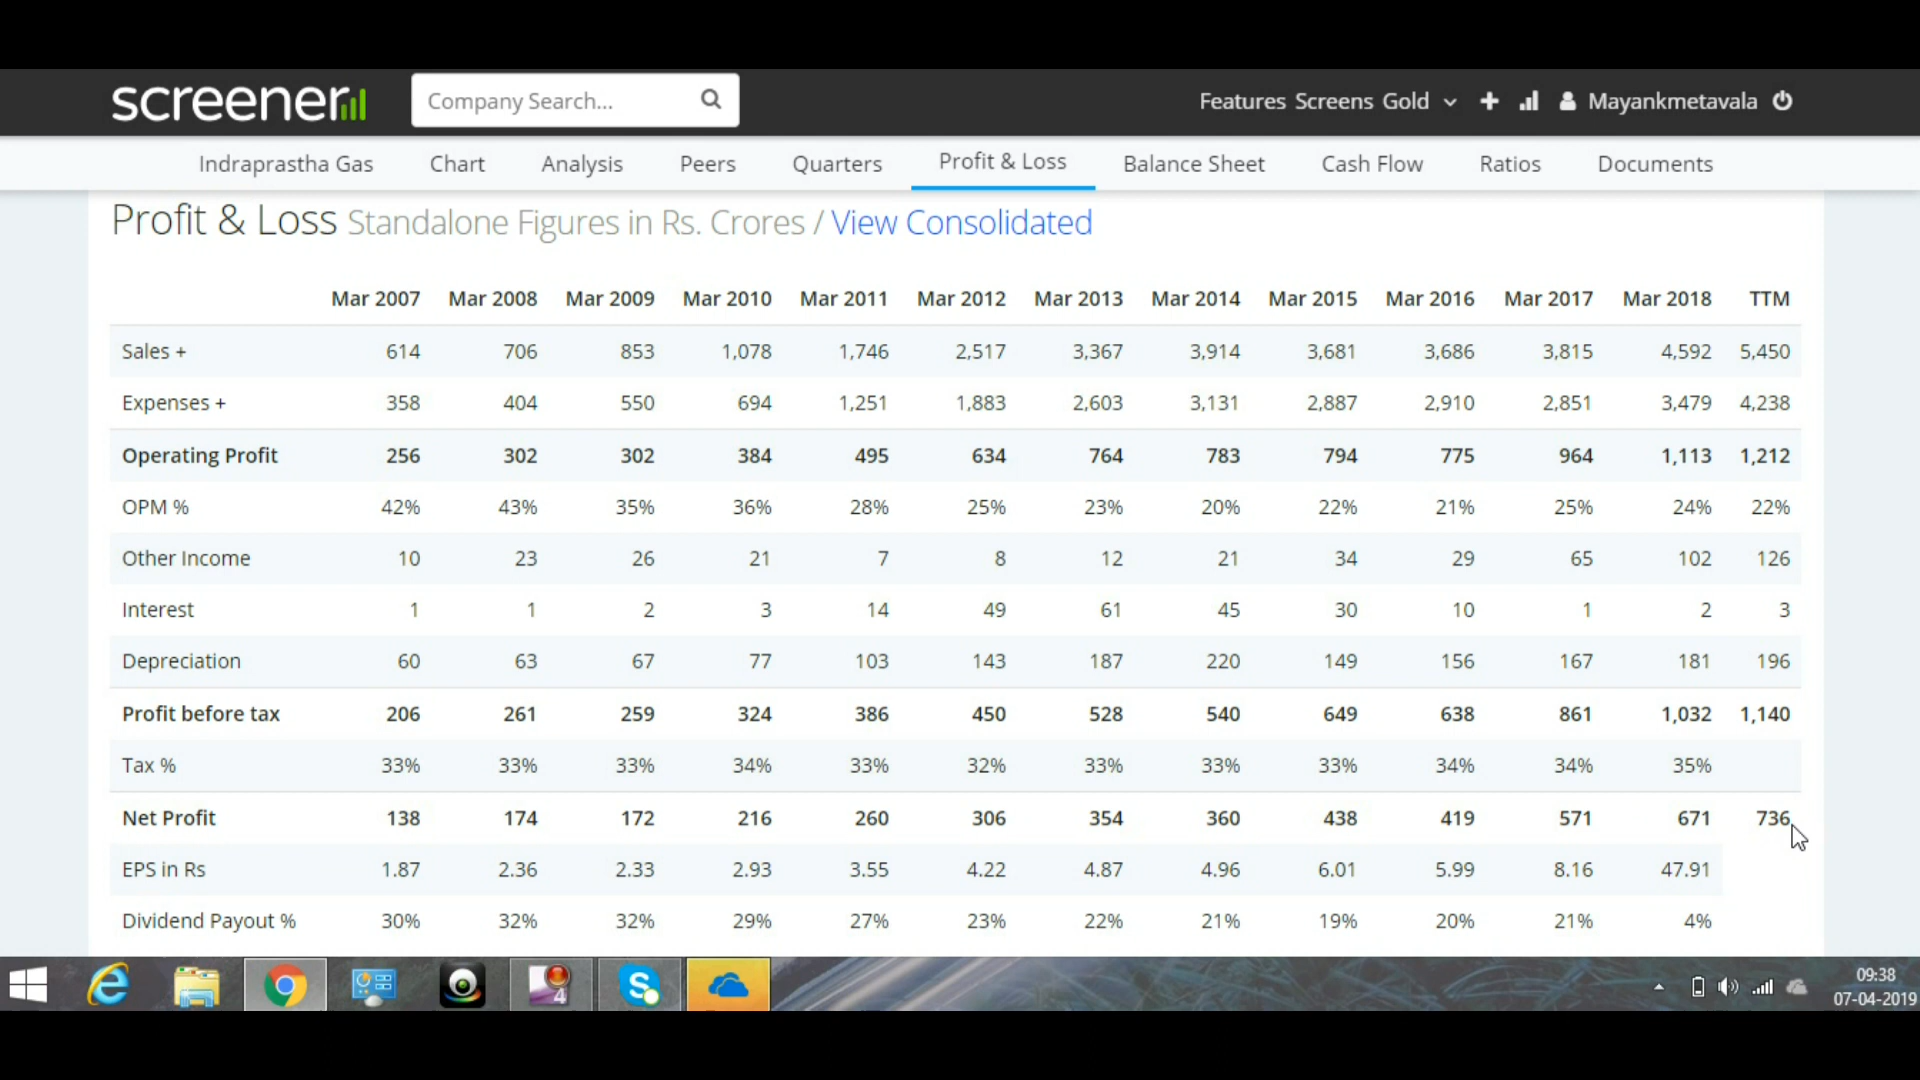 screener
Company Search...
Features Screens Gold Mayankmetavala
Indraprastha Gas Chart Analysis Peers Quarters Profit & Loss Balance Sheet Cash Flow Ratios Documents
Profit & Loss Standalone Figures in Rs. Crores / View Consolidated
Mar 2007 Mar 2008 Mar 2009 Mar 2010 Mar 2011 Mar 2012 Mar 2013 Mar 2014 Mar 2015 Mar 2016 Mar 2017 Mar 2018 TTM
Sales + 614 706 853 1,078 1,746 2,517 3,367 3,914 3,681 3,686 3,815 4,592 5,450
Expenses + 358 404 550 694 1,251 1,883 2,603 3,131 2,887 2,910 2,851 3,479 4,238
Operating Profit 256 302 302 384 495 634 764 783 794 775 964 1,113 1,212
OPM % 42% 43% 35% 36% 28% 25% 23% 20% 22% 21% 25% 24% 22%
Other Income 10 23 26 21 7 8 12 21 34 29 65 102 126
Interest 1 1 2 3 14 49 61 45 30 10 1 2 3
Depreciation 60 63 67 77 103 143 187 220 149 156 167 181 196
Profit before tax 206 261 259 324 386 450 528 540 649 638 861 1,032 1,140
Tax % 33% 33% 33% 34% 33% 32% 33% 33% 33% 34% 34% 35%
Net Profit 138 174 172 216 260 306 354 360 438 419 571 671 736
EPS in Rs 1.87 2.36 2.33 2.93 3.55 4.22 4.87 4.96 6.01 5.99 8.16 47.91
Dividend Payout % 30% 32% 32% 29% 27% 23% 22% 21% 19% 20% 21% 4%
4
09:38
07-04-2019